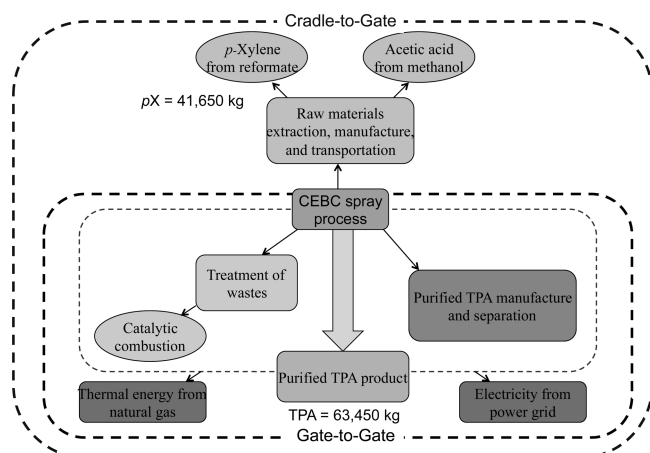 Cradle-to-Gate
p-Xylene
from reformate
Acetic acid
from methanol
pX = 41,650 kg
Raw materials
extraction, manufacture,
and transportation
CEBC spray
process
Treatment of
wastes
Purified TPA manufacture
and separation
Catalytic
combustion
Purified TPA product
Thermal energy from
natural gas
Electricity from
power grid
TPA = 63,450 kg
Gate-to-Gate